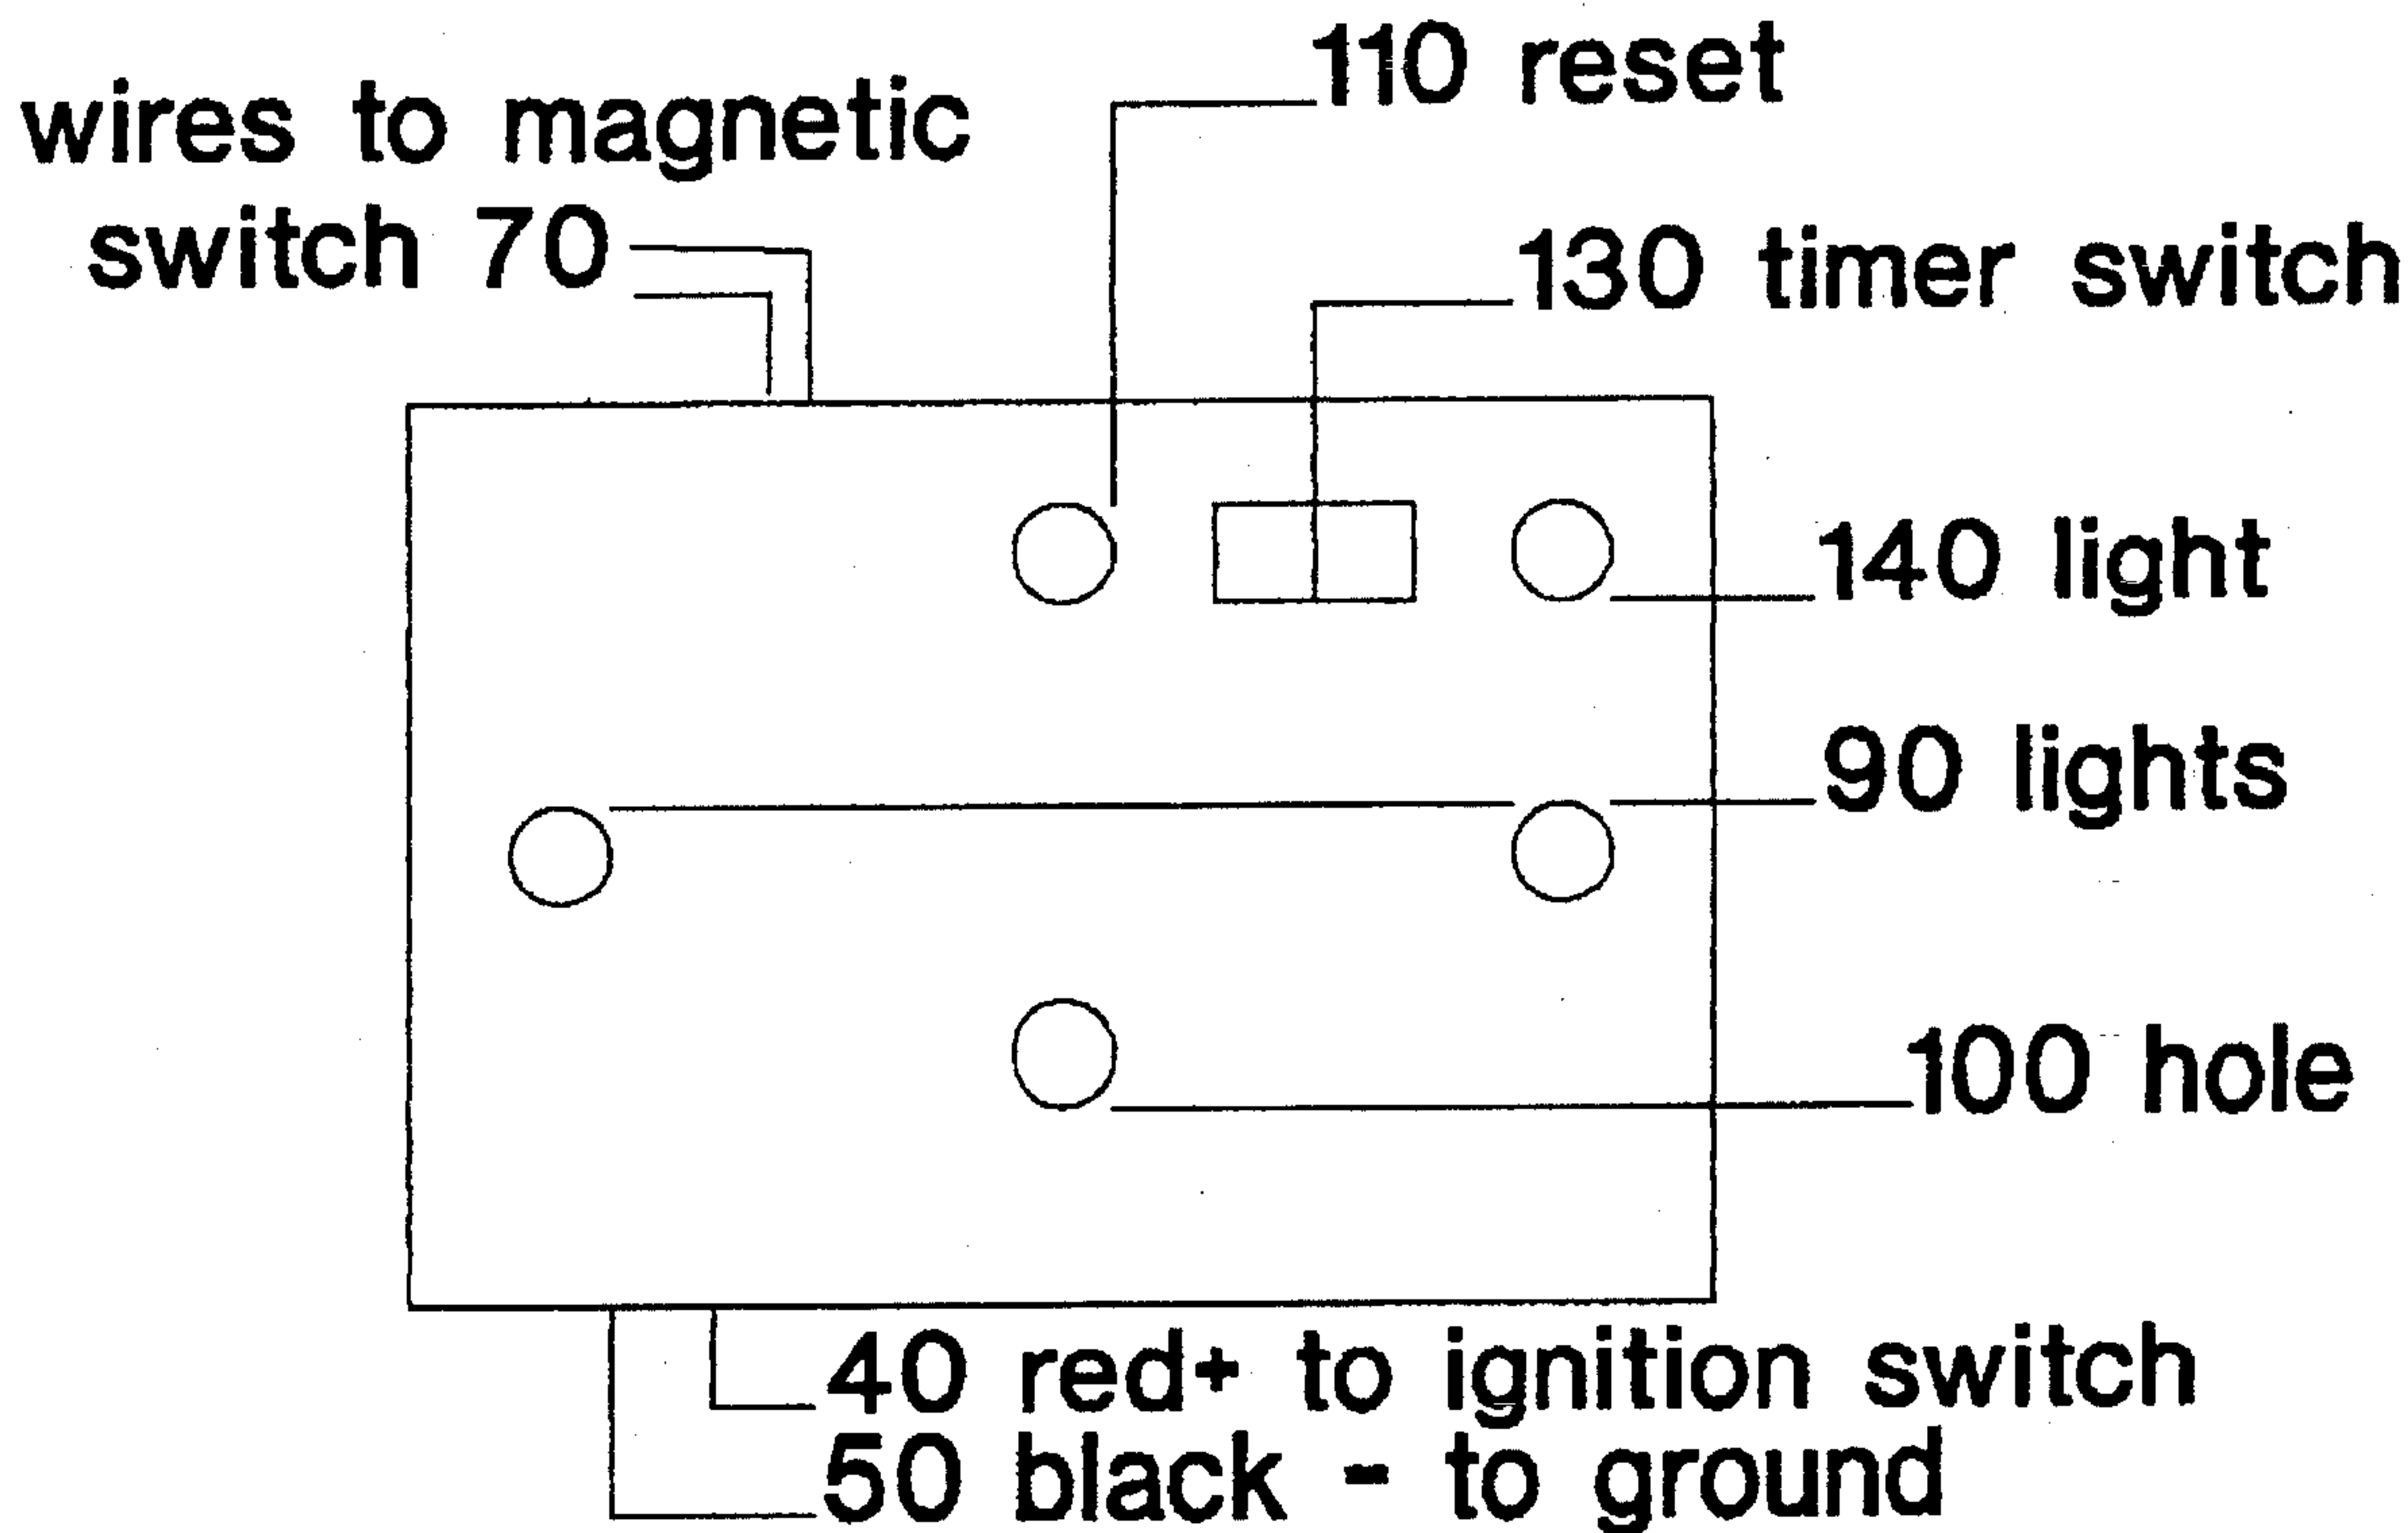 110 reset
wires to magnetic
switch 70
130 timer switch
140 light
90 lights
100 hole
40 red+ to ignition switch
50 black - to ground